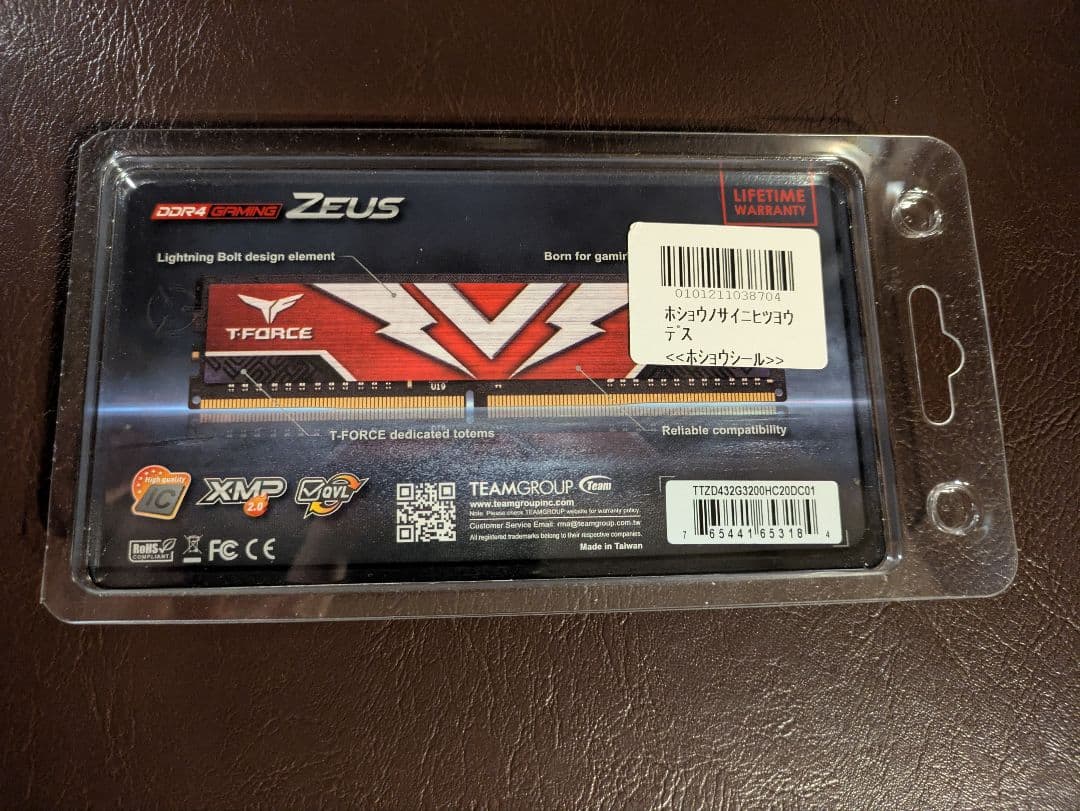 DDR4 GAMING ZEUS
LIFETIME
WARRANTY
Lightning Bolt design element
Born for
0101211038704
ホショウノサイニヒツヨウ
デス
<<ホショウシール>>
T-FORCE
U19
T-FORCE dedicated totems
Reliable compatibility
High quality
IC
XMP
2.0
QVL
TEAMGROUP Team
www.teamgroupinc.com
Note: Please check TEAMGROUP website for warranty policy.
Customer Service Email: rma@teamgroup.com.tw
All registered trademarks belong to their respective companies.
Made in Taiwan
TTZD432G3200HC20DC01
7 65441 65318 4
RoHS
COMPLIANT
FC CE